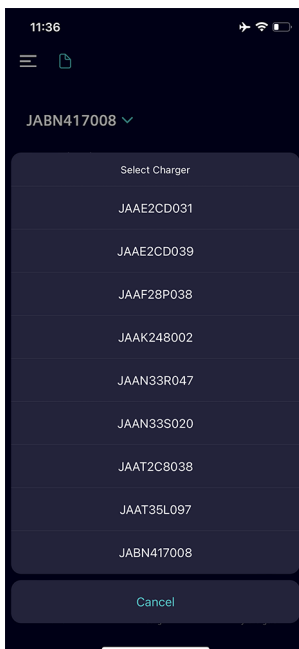 11:36
JABN417008
Select Charger
JAAE2CD031
JAAE2CD039
JAAF28P038
JAAK248002
JAAN33R047
JAAN33S020
JAAT2C8038
JAAT35L097
JABN417008
Cancel